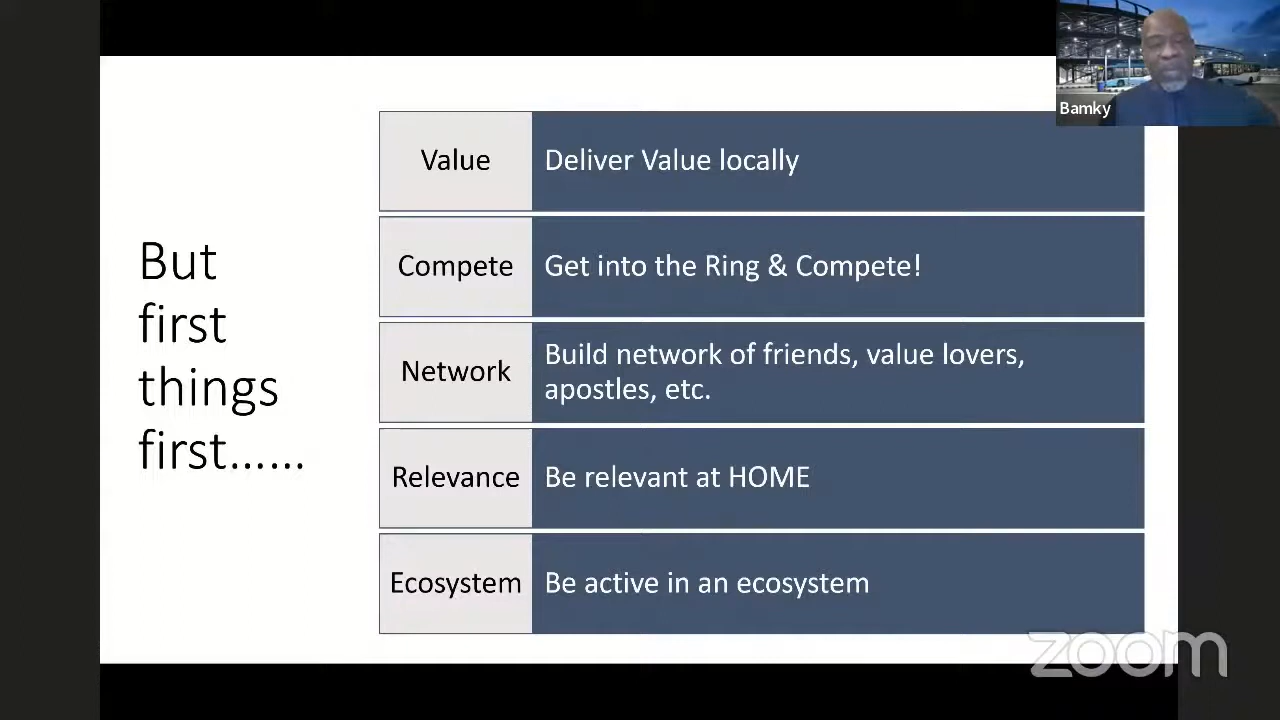 But
first
things
first......
Value
Deliver Value locally
Compete
Get into the Ring & Compete!
Network
Build network of friends, value lovers,
apostles, etc.
Relevance
Be relevant at HOME
Ecosystem
Be active in an ecosystem
Bamky
zoom